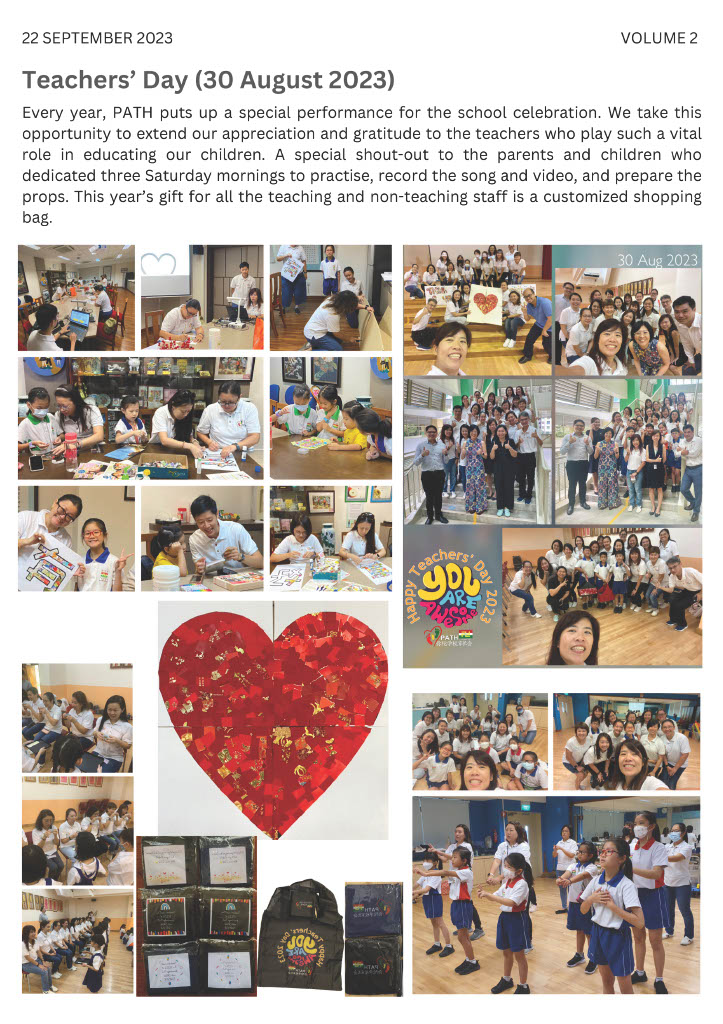 22 SEPTEMBER 2023
VOLUME 2
Teachers’ Day (30 August 2023)
Every year, PATH puts up a special performance for the school celebration. We take this
opportunity to extend our appreciation and gratitude to the teachers who play such a vital
role in educating our children. A special shout-out to the parents and children who
dedicated three Saturday mornings to practise, record the song and video, and prepare the
props. This year’s gift for all the teaching and non-teaching staff is a customized shopping
bag.
30 Aug 2023
Happy Teachers' Day 2023
YOU
ARE
AWESOME
PATH